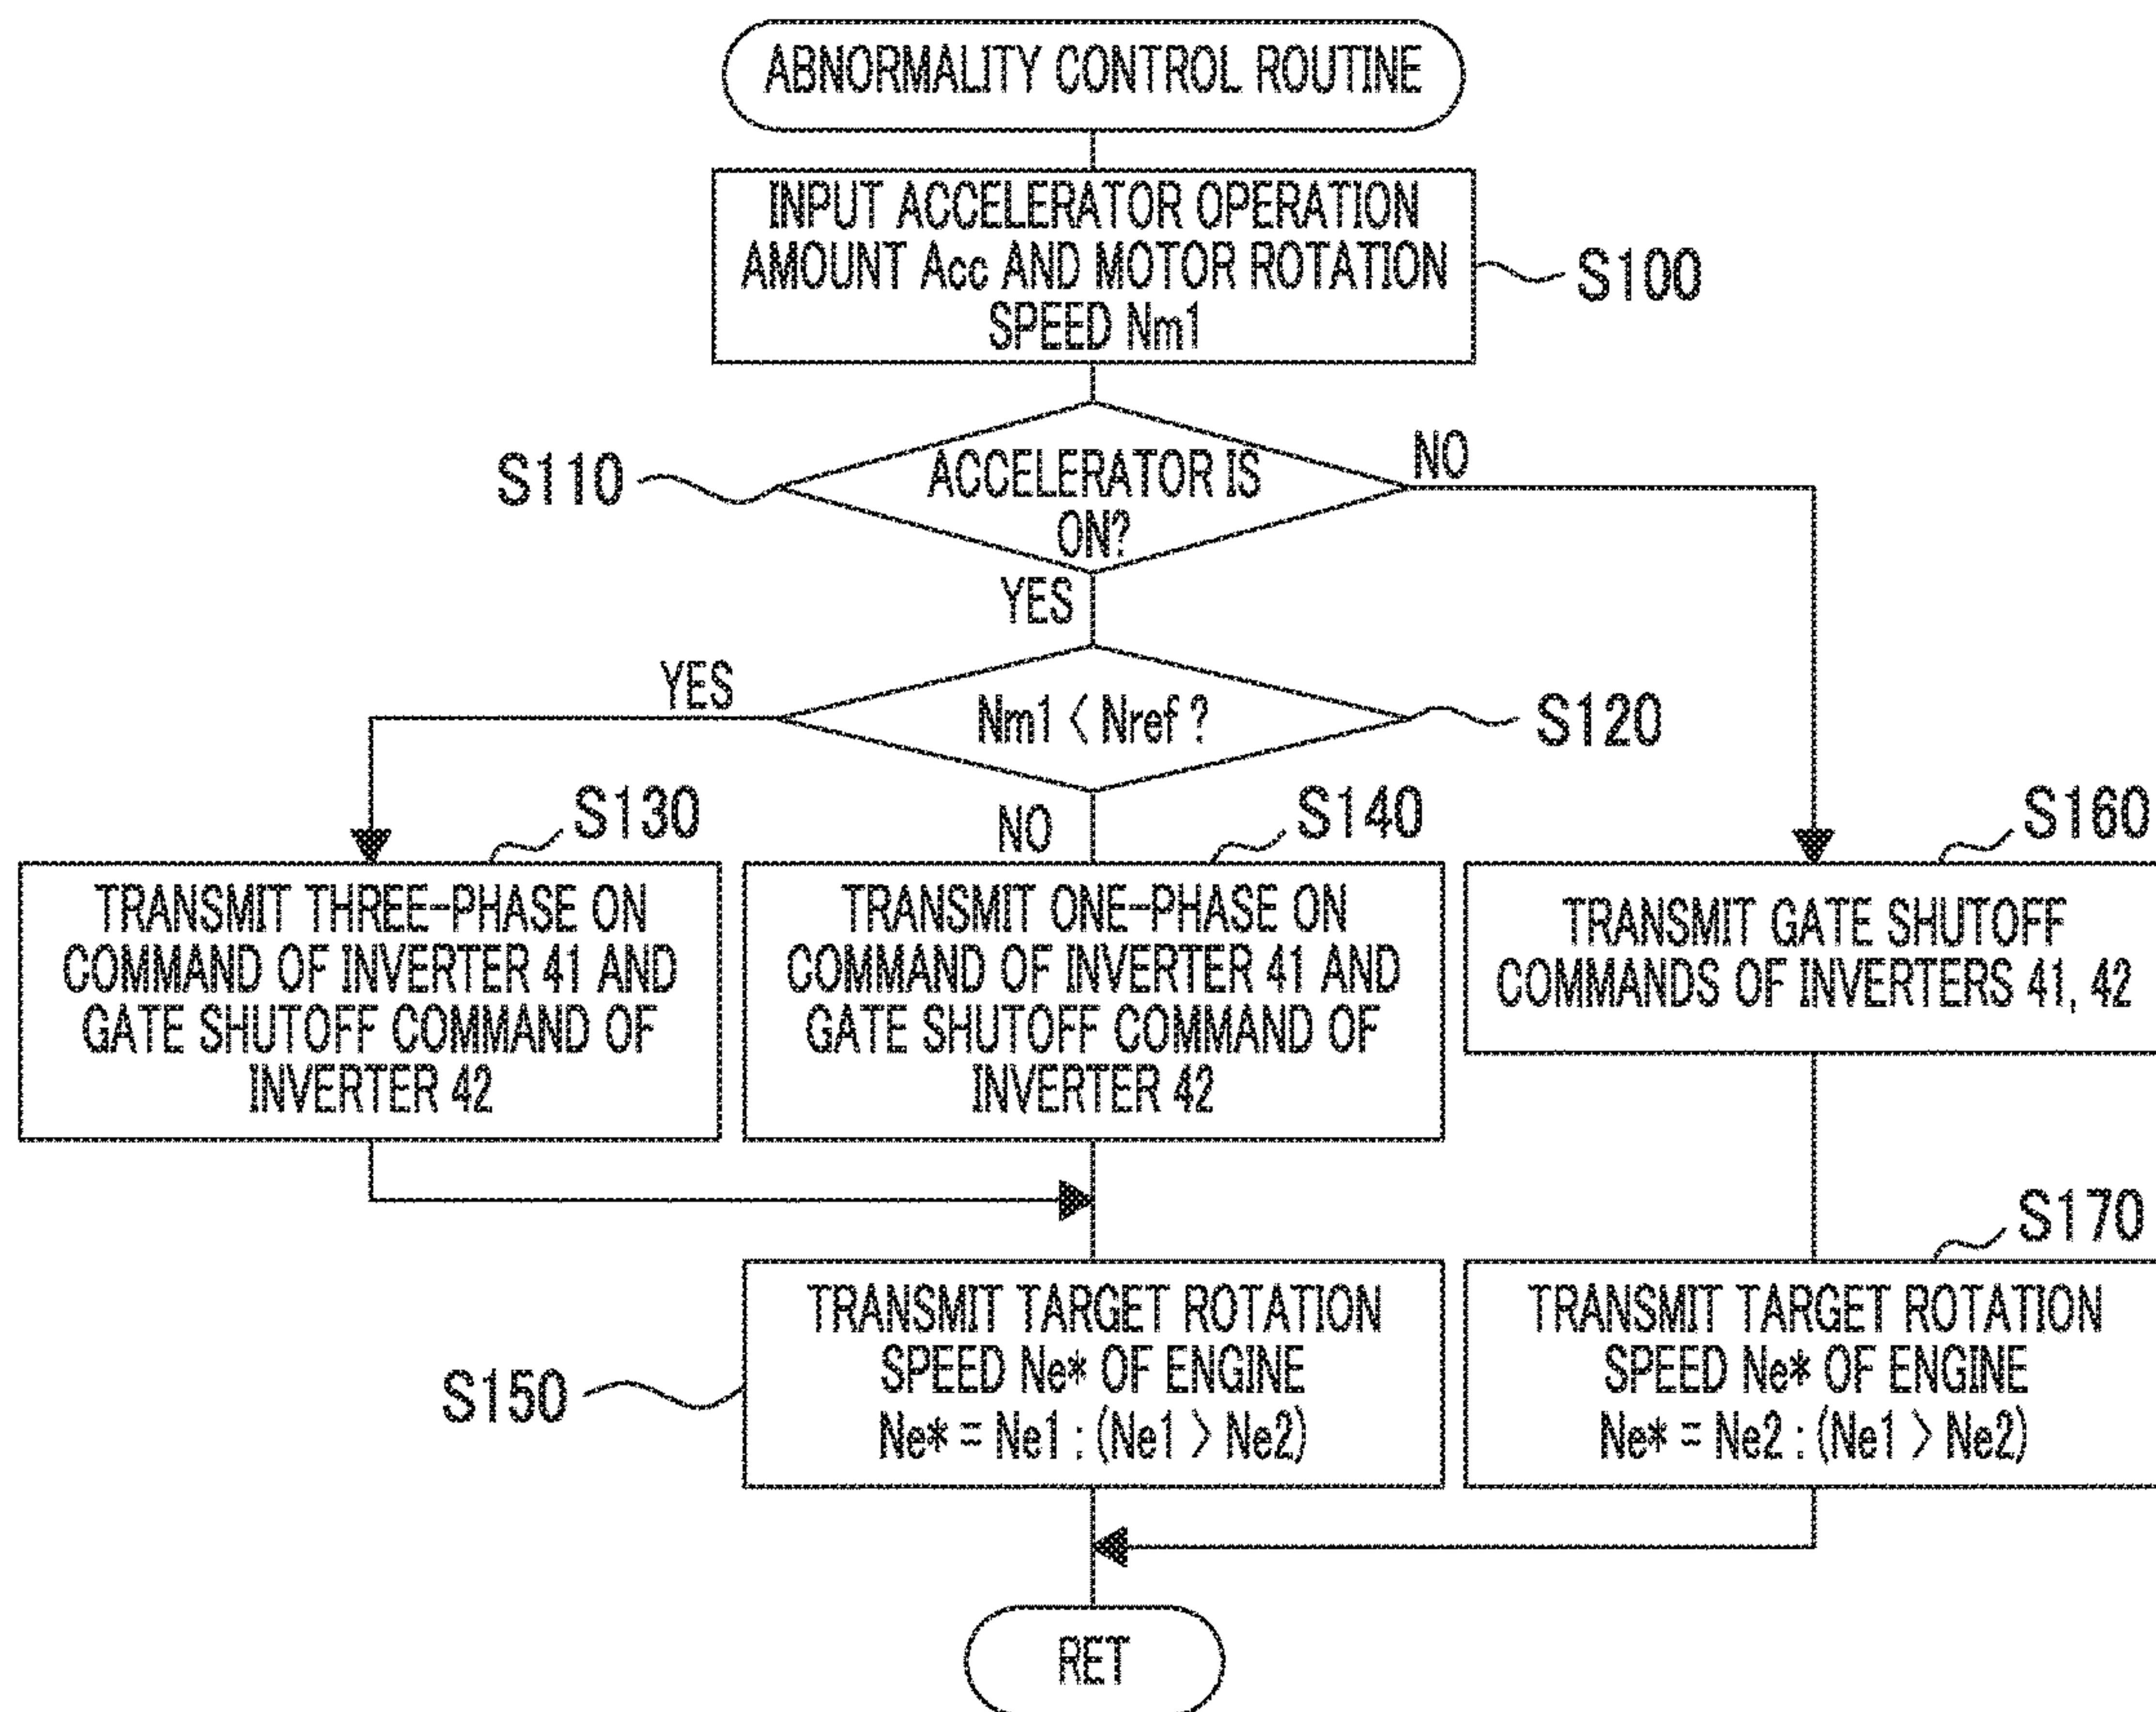 ABNORMALITY CONTROL ROUTINE
INPUT ACCELERATOR OPERATION
AMOUNT Acc AND MOTOR ROTATION
SPEED Nm1
S100
S110
ACCELERATOR IS
ON?
NO
YES
YES
Nm1 < Nref ?
S120
NO
S130
TRANSMIT THREE-PHASE ON
COMMAND OF INVERTER 41 AND
GATE SHUTOFF COMMAND OF
INVERTER 42
S140
TRANSMIT ONE-PHASE ON
COMMAND OF INVERTER 41 AND
GATE SHUTOFF COMMAND OF
INVERTER 42
S160
TRANSMIT GATE SHUTOFF
COMMANDS OF INVERTERS 41, 42
S150
TRANSMIT TARGET ROTATION
SPEED Ne* OF ENGINE
Ne* = Ne1 : (Ne1 > Ne2)
S170
TRANSMIT TARGET ROTATION
SPEED Ne* OF ENGINE
Ne* = Ne2 : (Ne1 > Ne2)
RET